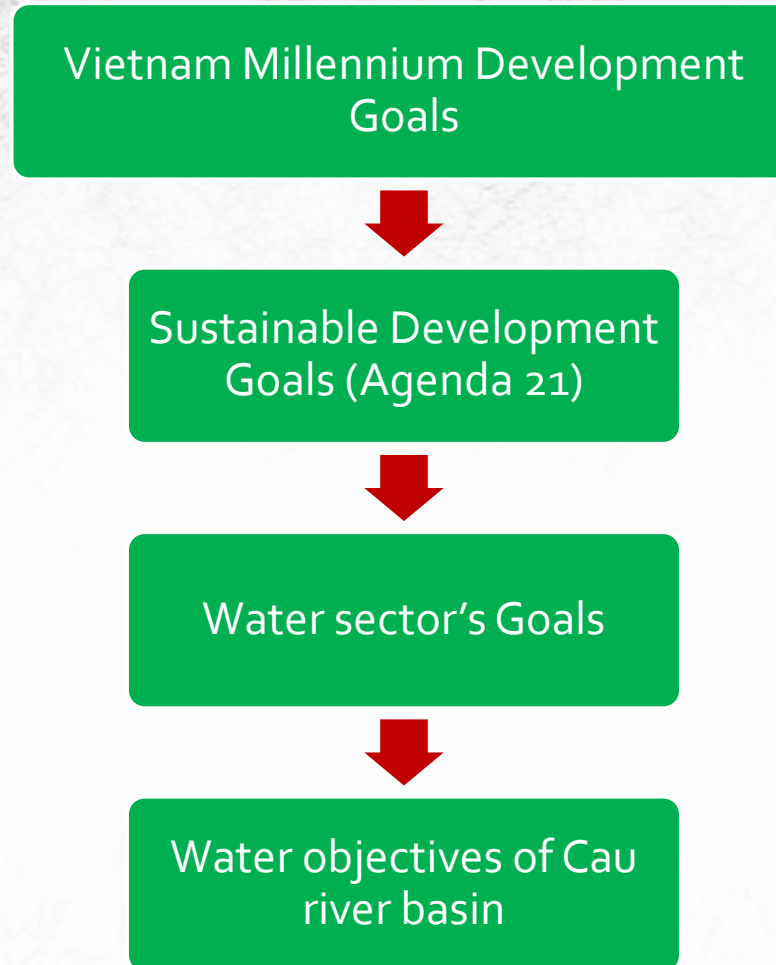 Vietnam Millennium Development
Goals
Sustainable Development
Goals (Agenda 21)
Water sector’s Goals
Water objectives of Cau
river basin